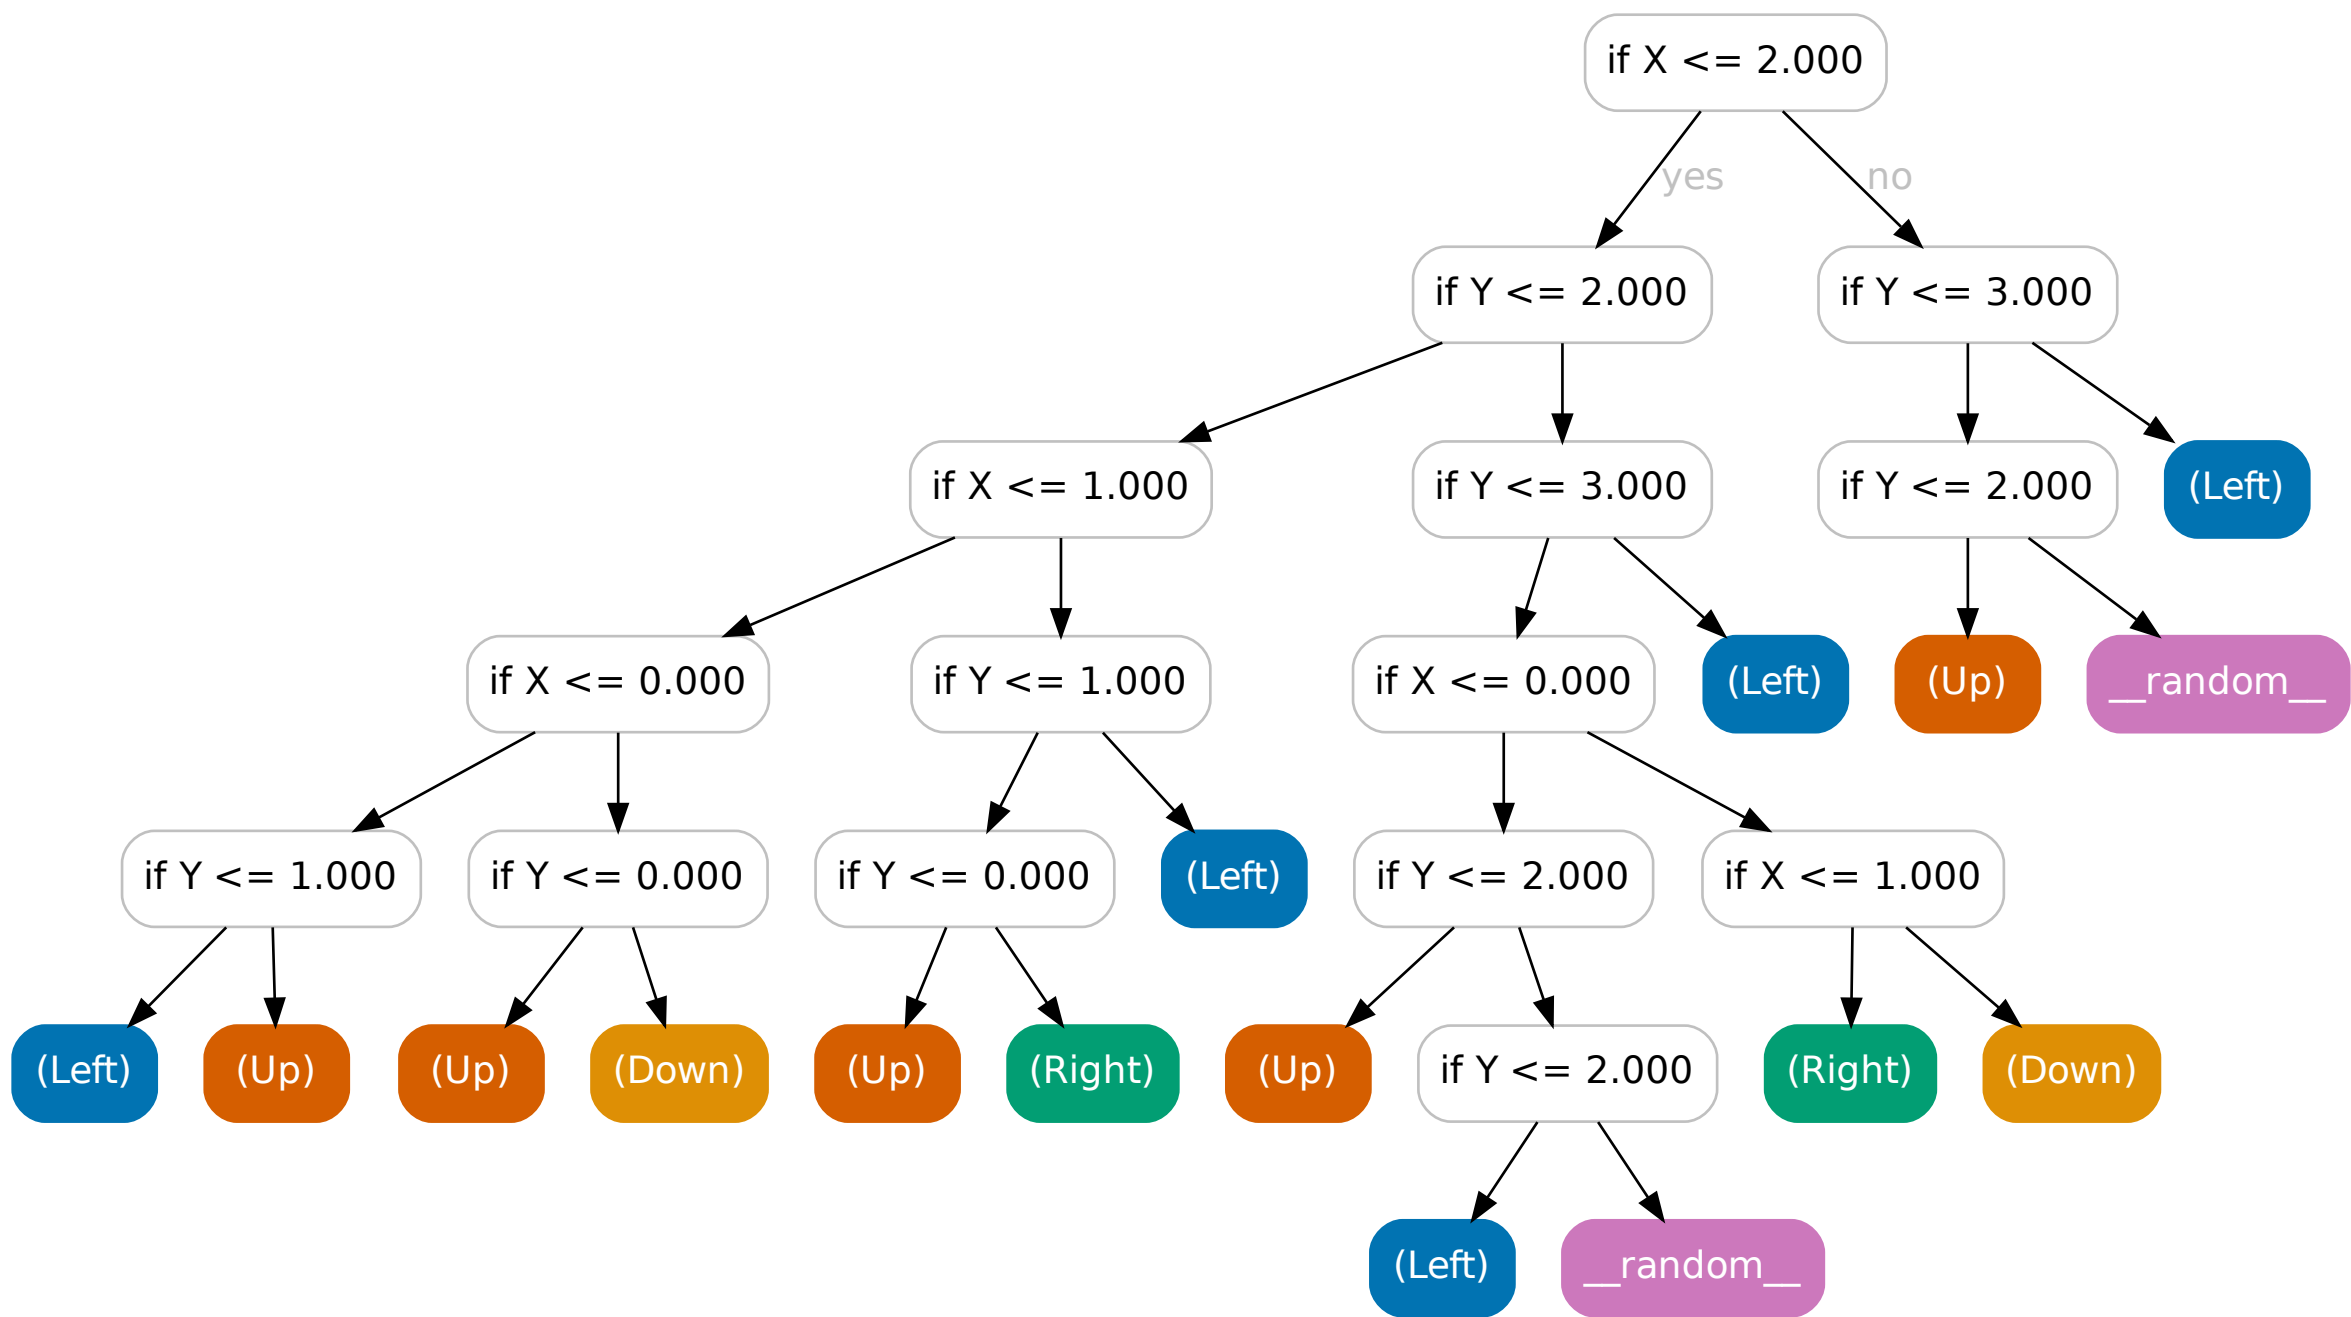 if X <= 2.000
yes
no
if Y <= 2.000
if Y <= 3.000
if X <= 1.000
if Y <= 3.000
if Y <= 2.000
(Left)
if X <= 0.000
if Y <= 1.000
if X <= 0.000
(Left)
(Up)
__random__
if Y <= 1.000
if Y <= 0.000
if Y <= 0.000
(Left)
if Y <= 2.000
if X <= 1.000
(Left)
(Up)
(Up)
(Down)
(Up)
(Right)
(Up)
if Y <= 2.000
(Right)
(Down)
(Left)
__random__